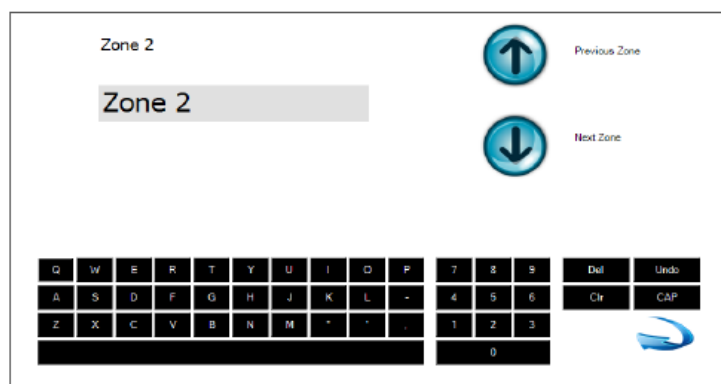 Zone 2
Previous Zone
Zone 2
Next Zone
Q W E R T Y U I O P 7 8 9 Del Undo
A S D F G H J K L - 4 5 6 Clr CAP
Z X C V B N M 1 2 3
0